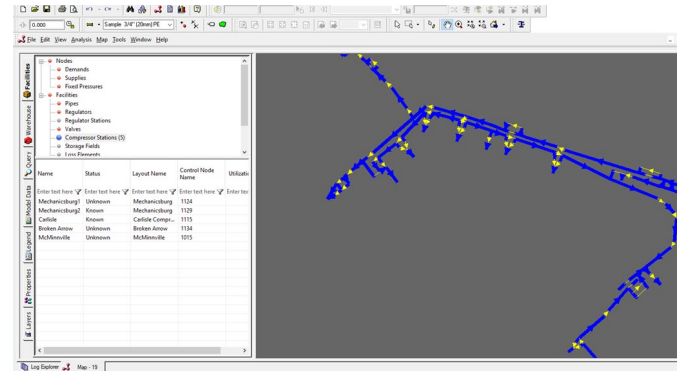 0.000
Sample 3/4" (20mm) PE
File Edit View Analysis Map Tools Window Help
Facilities
Warehouse
Query
Model Data
Legend
Properties
Layers
Nodes
Demands
Supplies
Fixed Pressures
Facilities
Pipes
Regulators
Regulator Stations
Valves
Compressor Stations (5)
Storage Fields
Loss Elements
Name Status Layout Name Control Node Name Utilizatio
Enter text here Enter text here Enter text here Enter text here Enter tex
Mechanicsburg1 Unknown Mechanicsburg 1124
Mechanicsburg2 Known Mechanicsburg 1129
Carlisle Known Carlisle Compr... 1115
Broken Arrow Unknown Broken Arrow 1134
McMinnville Unknown McMinnville 1015
Log Explorer Map - 19